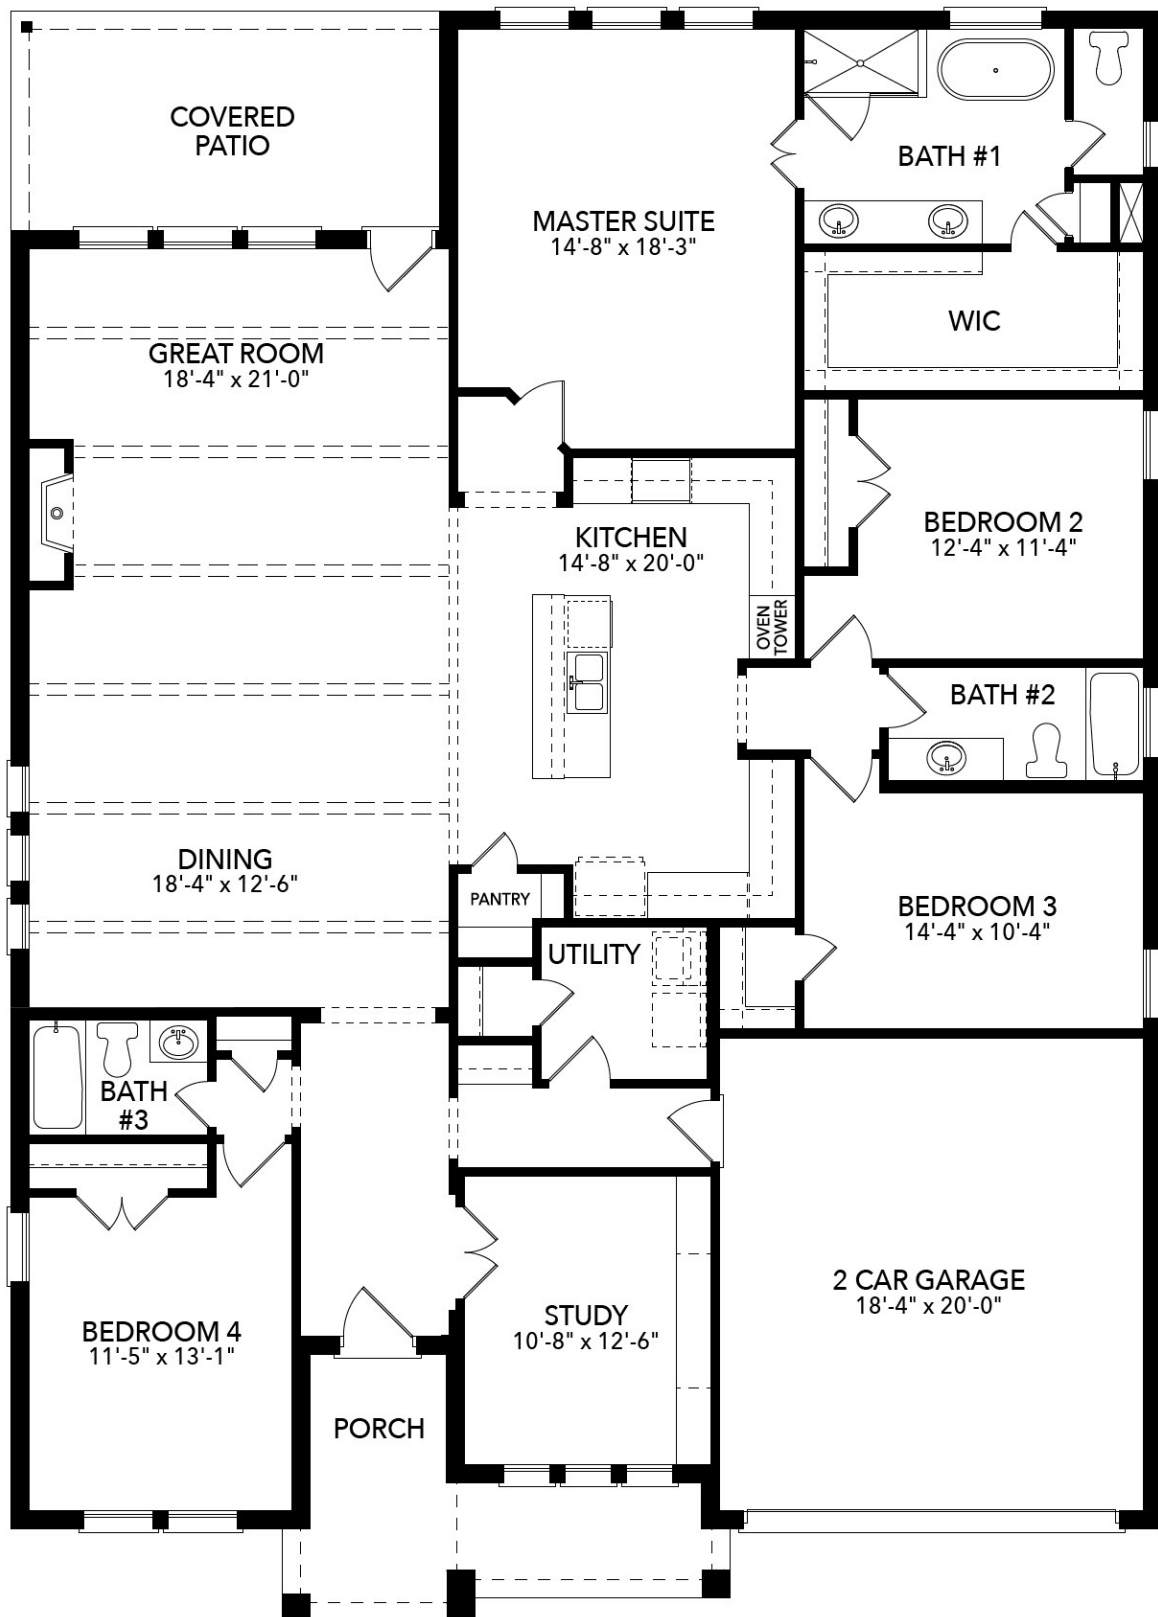 COVERED
PATIO
BATH #1
MASTER SUITE
14'-8" x 18'-3"
WIC
GREAT ROOM
18'-4" x 21'-0"
KITCHEN
14'-8" x 20'-0"
BEDROOM 2
12'-4" x 11'-4"
OVEN
TOWER
BATH #2
DINING
18'-4" x 12'-6"
PANTRY
BEDROOM 3
14'-4" x 10'-4"
UTILITY
BATH
#3
2 CAR GARAGE
18'-4" x 20'-0"
STUDY
10'-8" x 12'-6"
BEDROOM 4
11'-5" x 13'-1"
PORCH